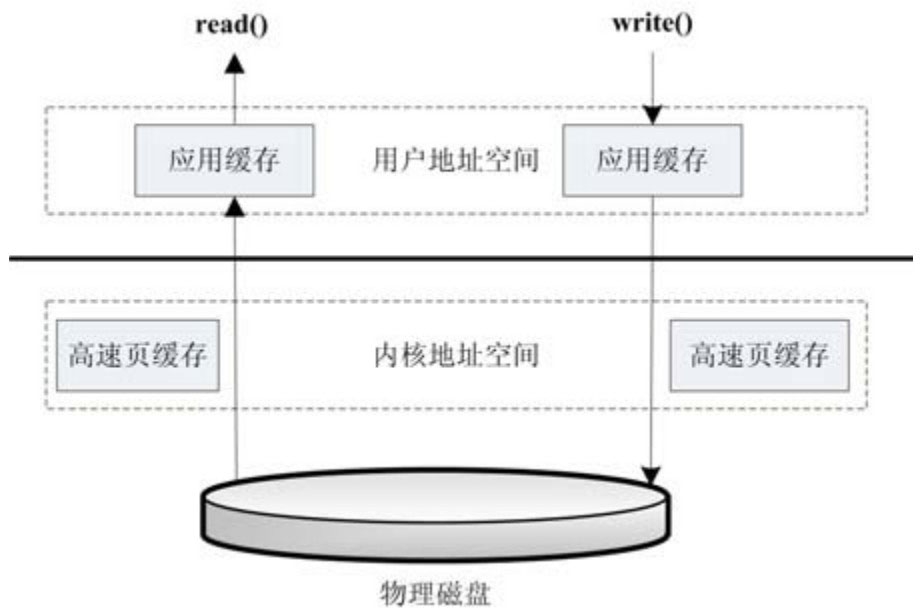 read() write()
应用缓存 用户地址空间 应用缓存
高速页缓存 内核地址空间 高速页缓存
物理磁盘